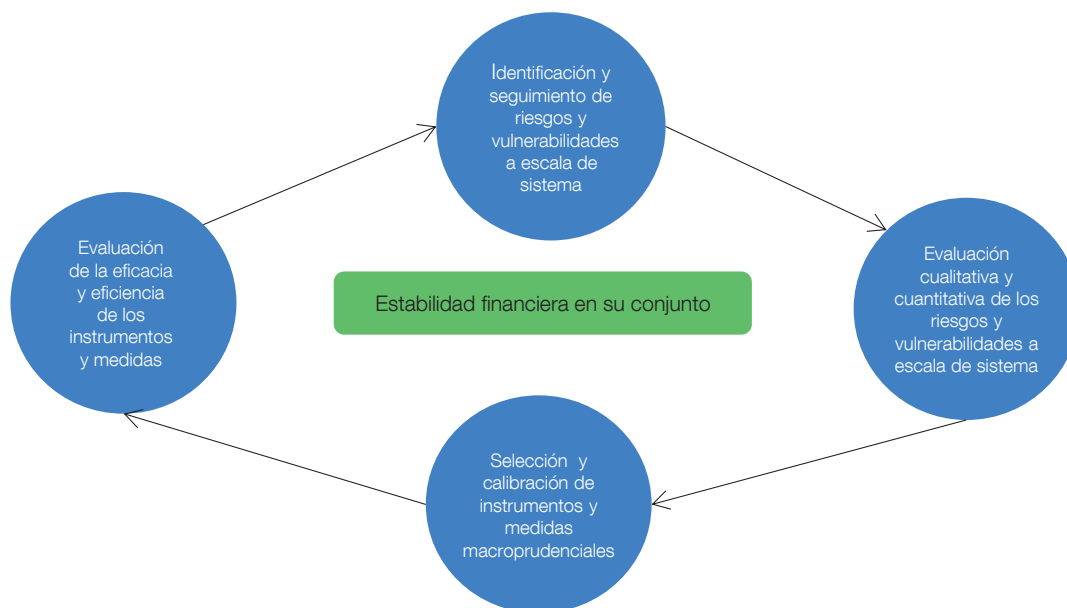 Identificación y
seguimiento de
riesgos y
vulnerabilidades
a escala de
sistema
Evaluación
de la eficacia
y eficiencia
de los
instrumentos
y medidas
Estabilidad financiera en su conjunto
Evaluación
cualitativa y
cuantitativa de los
riesgos y
vulnerabilidades a
escala de sistema
Selección y
calibración de
instrumentos y
medidas
macroprudenciales